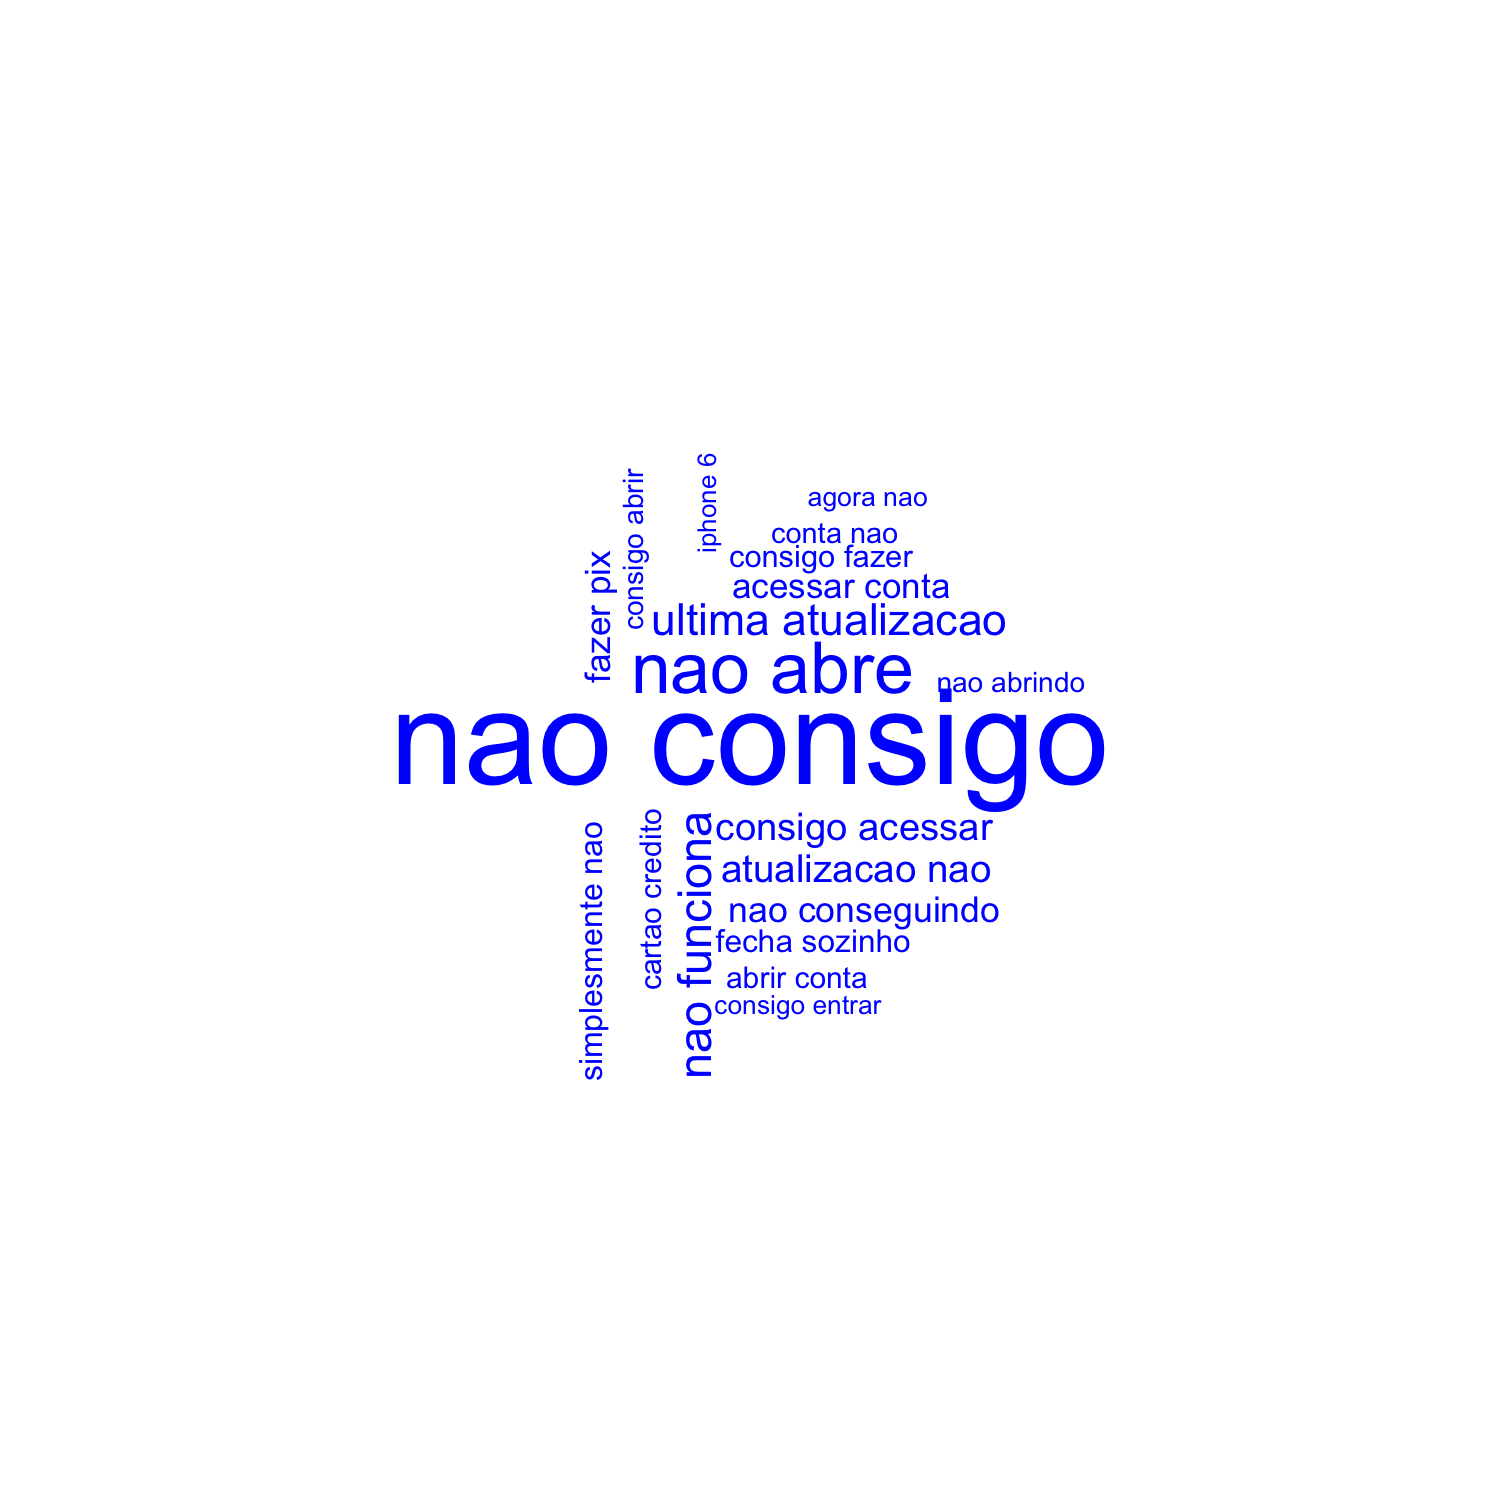 iphone 6
consigo abrir
agora nao
conta nao
consigo fazer
fazer pix
acessar conta
ultima atualizacao
nao abre
nao abrindo
nao consigo
consigo acessar
cartao credito
nao funciona
simplesmente nao
atualizacao nao
nao conseguindo
fecha sozinho
abrir conta
consigo entrar